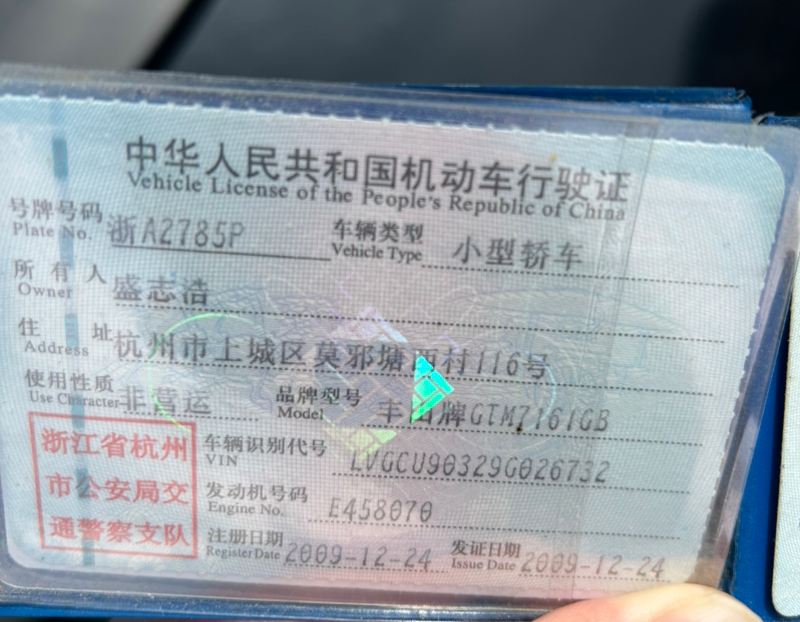 中华人民共和国机动车行驶证
Vehicle License of the People's Republic of China
号牌号码 浙A2785P 车辆类型 小型轿车
Plate No. Vehicle Type
所有人 盛志浩
Owner
住址 杭州市上城区莫邪塘西村116号
Address
使用性质 非营运 品牌型号 丰田牌GTM7161GB
Use Character Model
浙江省杭州
市公安局交
通警察支队
车辆识别代号 LVGCU90329G026732
VIN
发动机号码 E458070
Engine No.
注册日期 2009-12-24 发证日期 2009-12-24
Register Date Issue Date